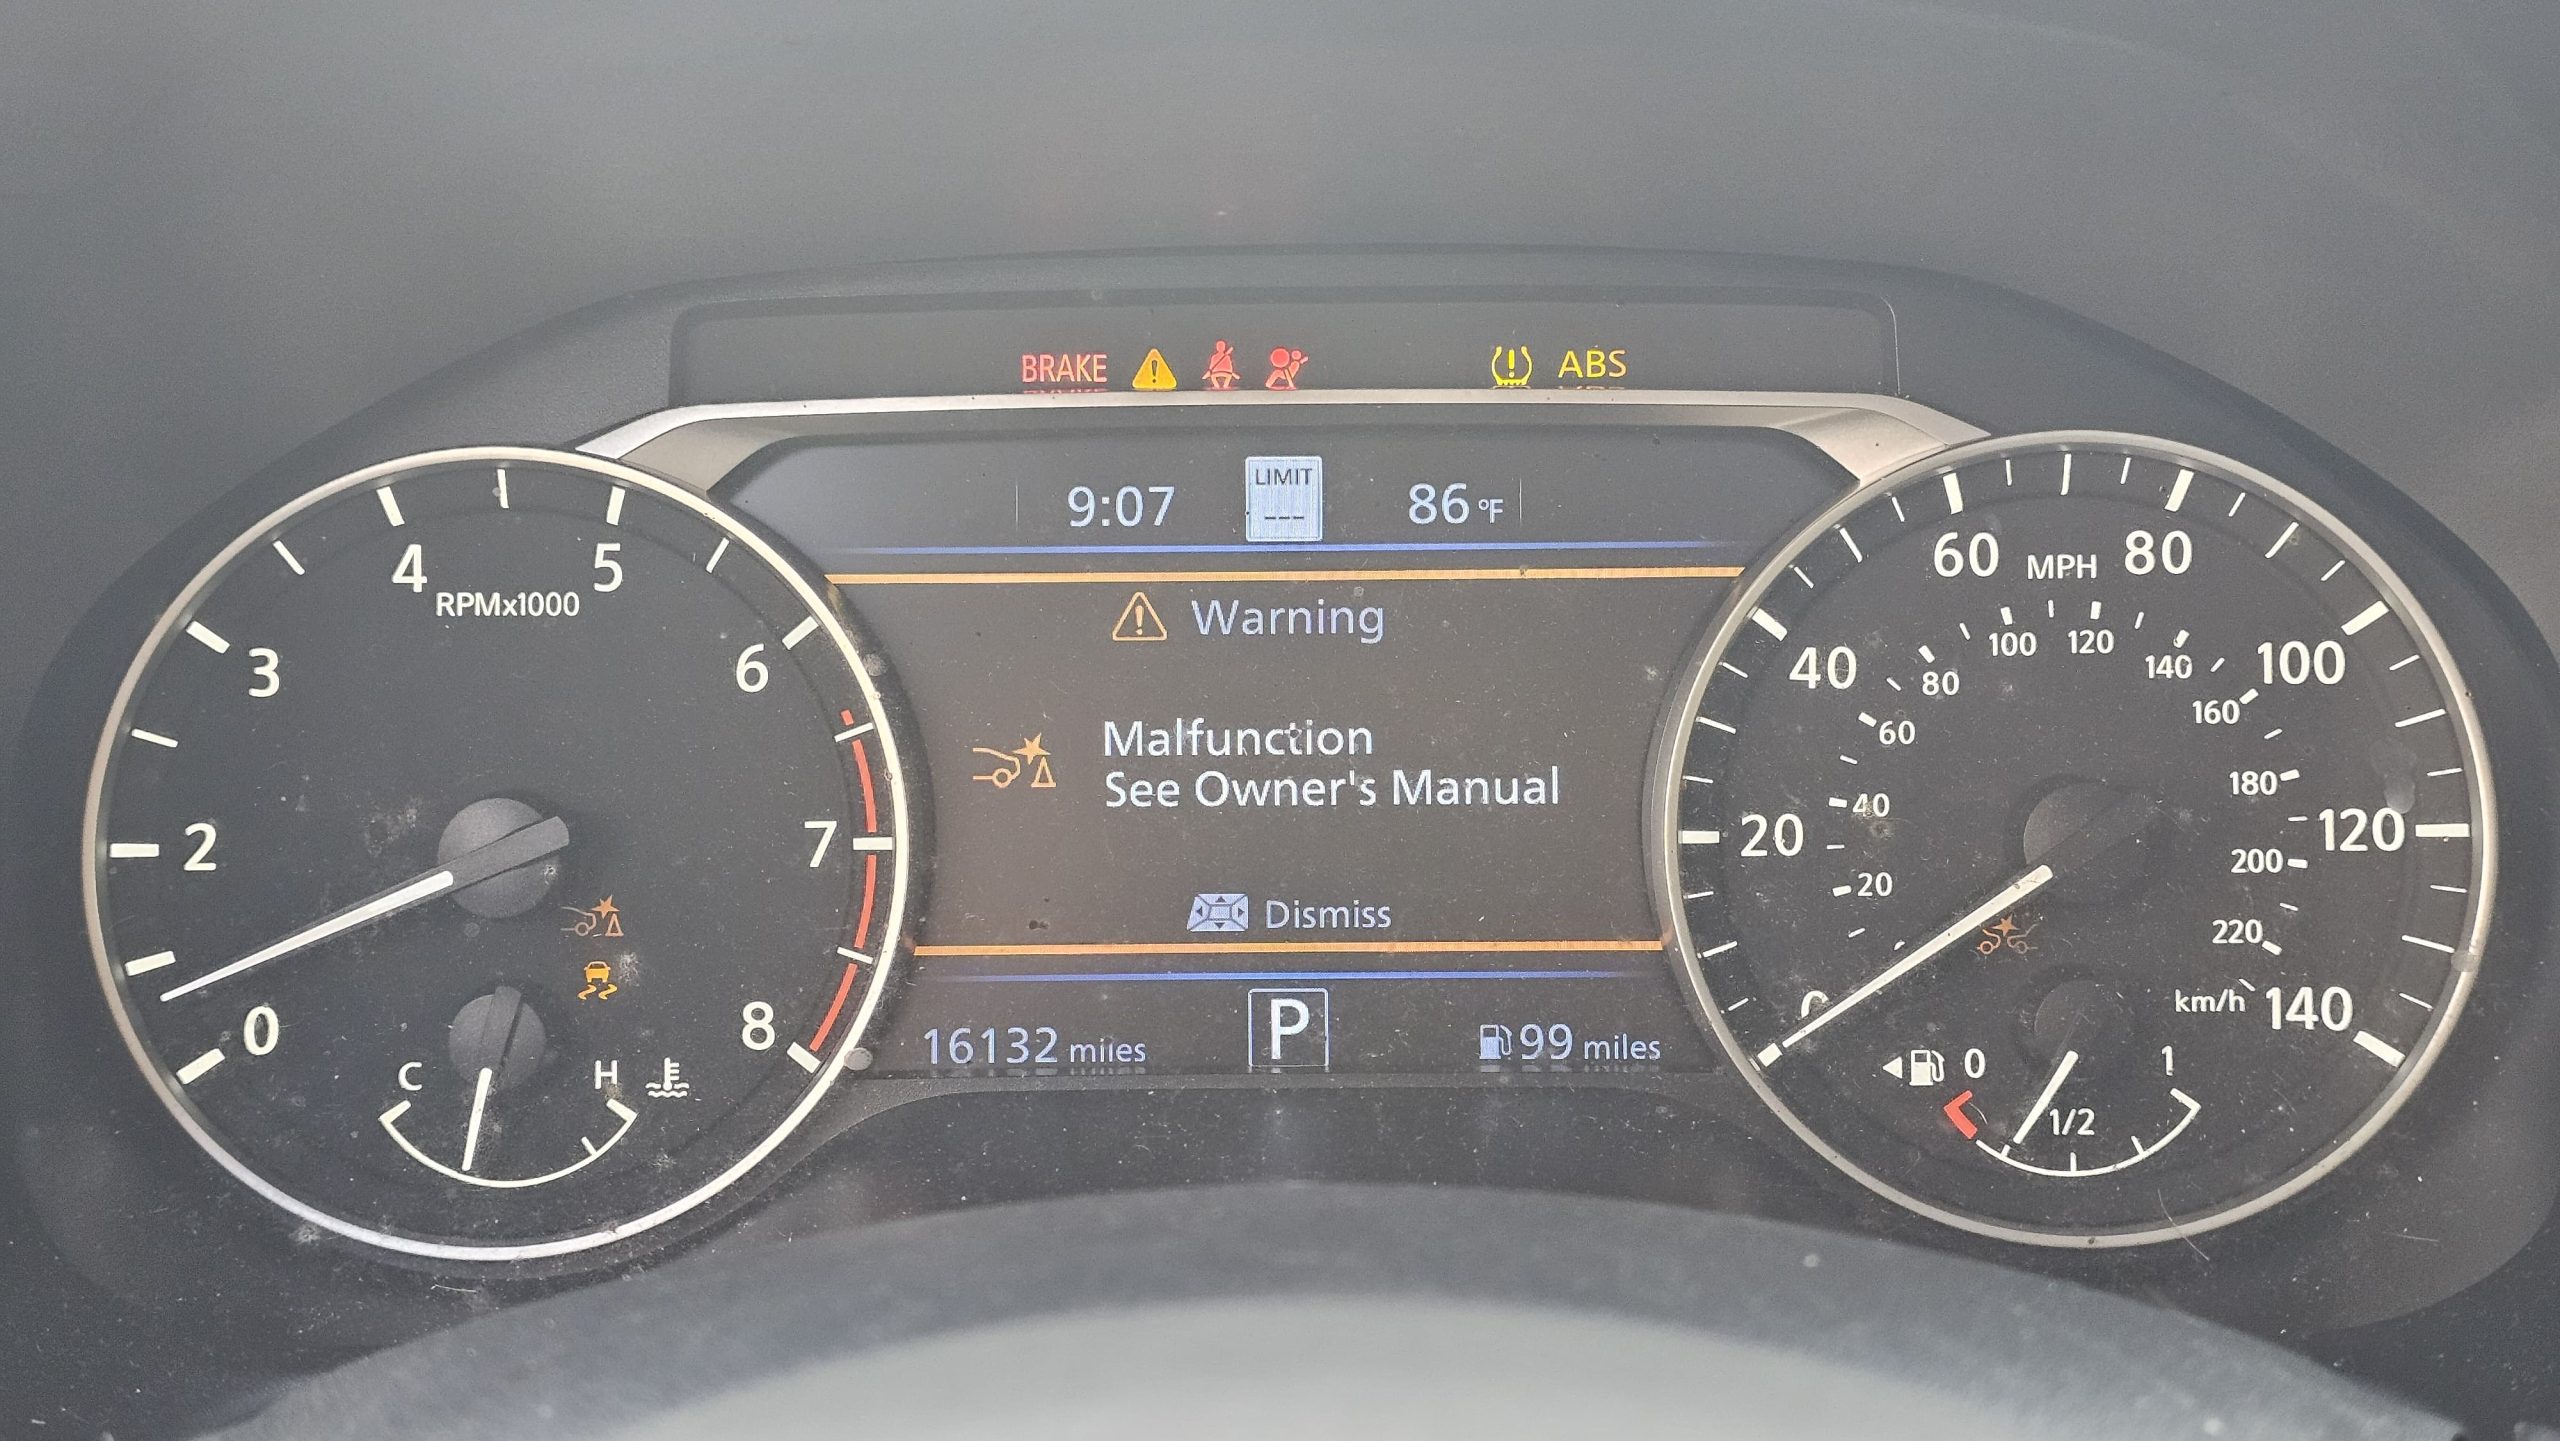 BRAKE ABS
9:07 LIMIT --- 86 °F
Warning
Malfunction
See Owner's Manual
Dismiss
16132 miles P 99 miles
0 2 3 4 5 6 7 8
RPMx1000
C H
0 20 40 60 80 100 120 140
MPH
20 40 60 80 100 120 140 160 180 200 220
km/h
0 1/2 1